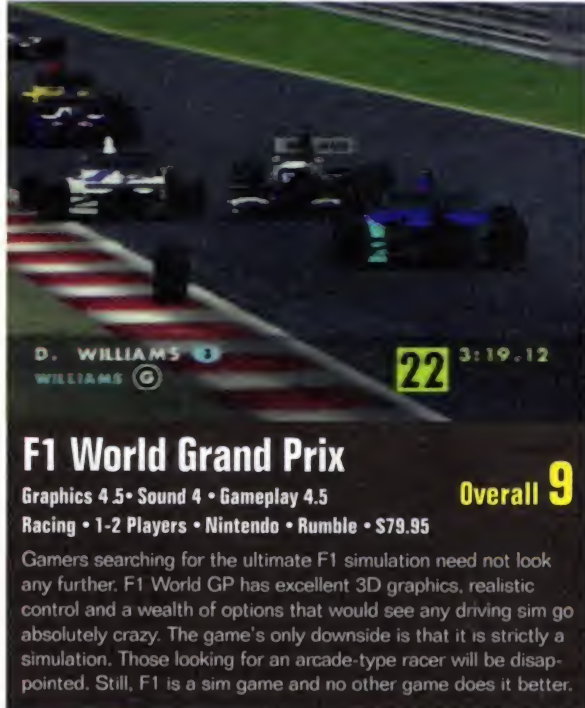 D. WILLIAMS 3
WILLIAMS G
22 3:19.12
F1 World Grand Prix
Graphics 4.5• Sound 4 • Gameplay 4.5
Overall 9
Racing • 1-2 Players • Nintendo • Rumble • $79.95
Gamers searching for the ultimate F1 simulation need not look
any further. F1 World GP has excellent 3D graphics, realistic
control and a wealth of options that would see any driving sim go
absolutely crazy. The game's only downside is that it is strictly a
simulation. Those looking for an arcade-type racer will be disap-
pointed. Still, F1 is a sim game and no other game does it better.